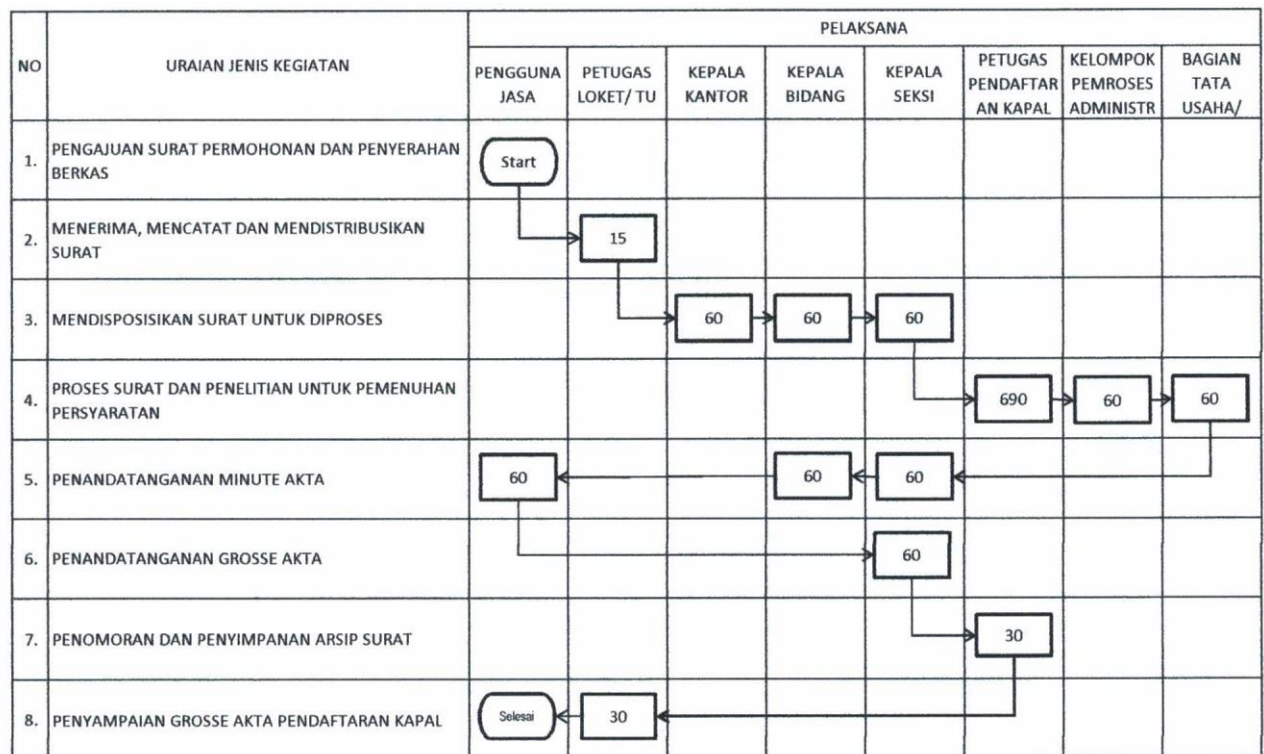 PELAKSANA
NO
URAIAN JENIS KEGIATAN
PENGGUNA
JASA
PETUGAS
LOKET/ TU
KEPALA
KANTOR
KEPALA
BIDANG
KEPALA
SEKSI
PETUGAS
PENDAFTAR
AN KAPAL
KELOMPOK
PEMROSES
ADMINISTR
BAGIAN
TATA
USAHA/
1.
PENGAJUAN SURAT PERMOHONAN DAN PENYERAHAN
BERKAS
Start
2.
MENERIMA, MENCATAT DAN MENDISTRIBUSIKAN
SURAT
15
3.
MENDISPOSISIKAN SURAT UNTUK DIPROSES
60
60
60
4.
PROSES SURAT DAN PENELITIAN UNTUK PEMENUHAN
PERSYARATAN
690
60
60
5.
PENANDATANGANAN MINUTE AKTA
60
60
60
6.
PENANDATANGANAN GROSSE AKTA
60
7.
PENOMORAN DAN PENYIMPANAN ARSIP SURAT
30
8.
PENYAMPAIAN GROSSE AKTA PENDAFTARAN KAPAL
Selesai
30